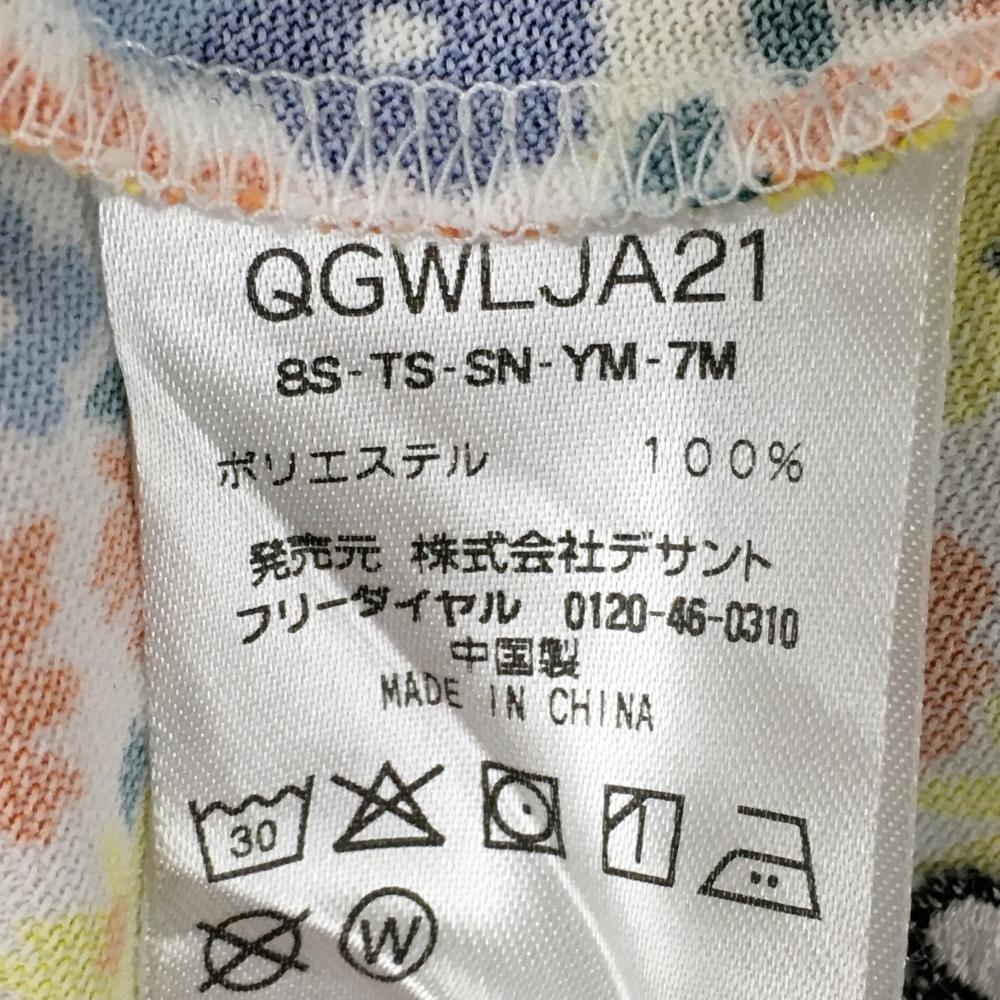 QGWLJA21
8S-TS-SN-YM-7M
ポリエステル 100%
発売元 株式会社デサント
フリーダイヤル 0120-46-0310
中国製
MADE IN CHINA
30
W